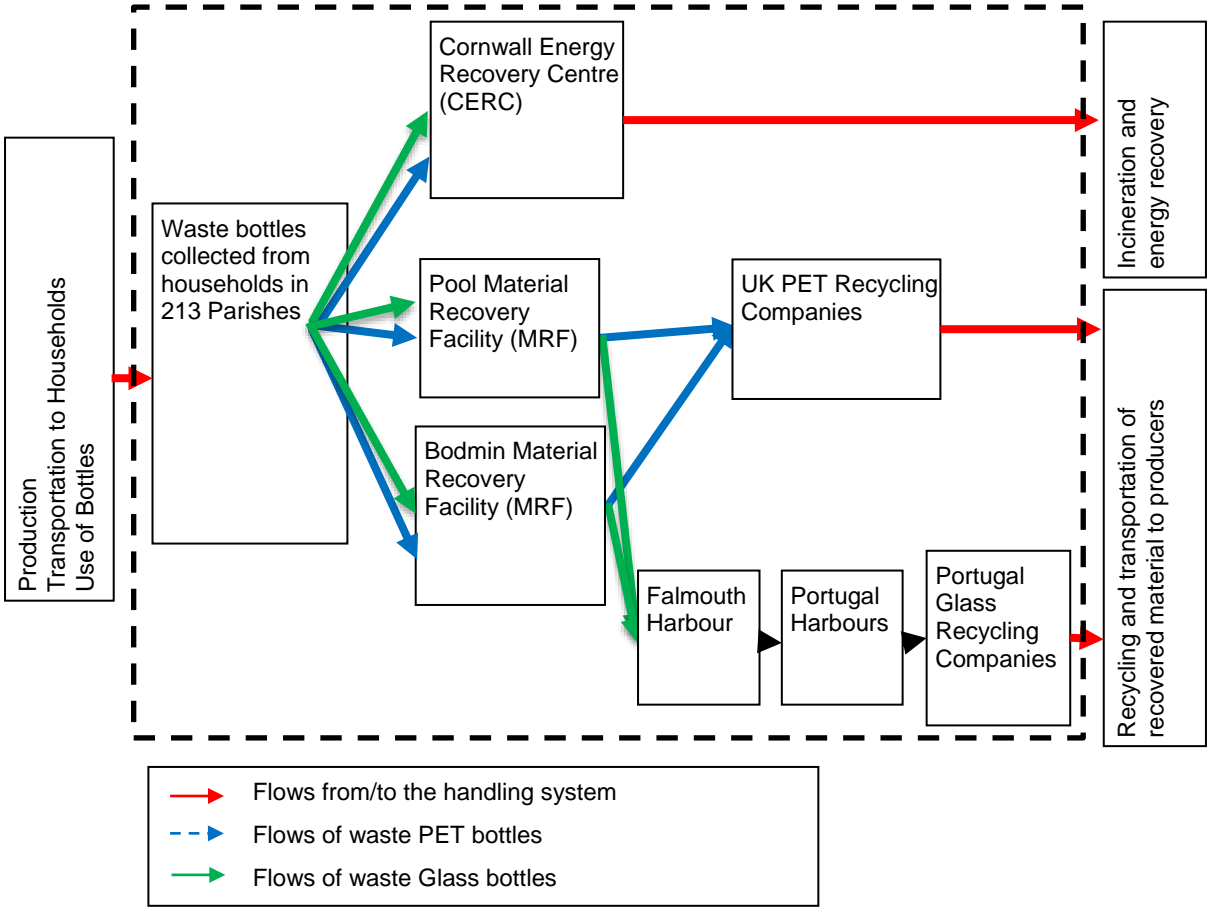 Production
Transportation to Households
Use of Bottles
Waste bottles
collected from
households in
213 Parishes
Cornwall Energy
Recovery Centre
(CERC)
Pool Material
Recovery
Facility (MRF)
Bodmin Material
Recovery
Facility (MRF)
UK PET Recycling
Companies
Falmouth
Harbour
Portugal
Harbours
Portugal
Glass
Recycling
Companies
Incineration and
energy recovery
Recycling and transportation of
recovered material to producers
Flows from/to the handling system
Flows of waste PET bottles
Flows of waste Glass bottles